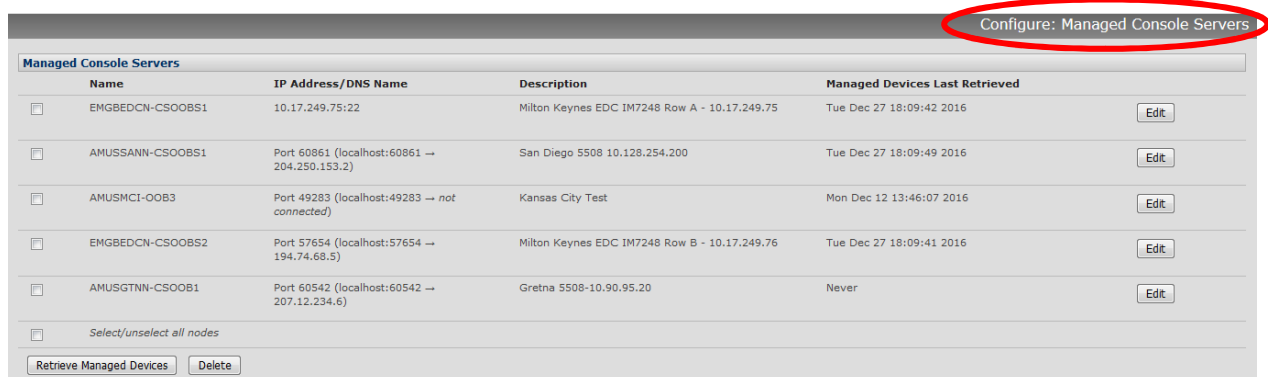 Configure: Managed Console Servers
Managed Console Servers
Name IP Address/DNS Name Description Managed Devices Last Retrieved
EMGBEDCN-CSOOBS1 10.17.249.75:22 Milton Keynes EDC IM7248 Row A - 10.17.249.75 Tue Dec 27 18:09:42 2016 Edit
AMUSSANN-CSOOBS1 Port 60861 (localhost:60861 → San Diego 5508 10.128.254.200 Tue Dec 27 18:09:49 2016 Edit
204.250.153.2)
AMUSMCI-OOB3 Port 49283 (localhost:49283 → not Kansas City Test Mon Dec 12 13:46:07 2016 Edit
connected)
EMGBEDCN-CSOOBS2 Port 57654 (localhost:57654 → Milton Keynes EDC IM7248 Row B - 10.17.249.76 Tue Dec 27 18:09:41 2016 Edit
194.74.68.5)
AMUSGTNN-CSOOB1 Port 60542 (localhost:60542 → Gretna 5508-10.90.95.20 Never Edit
207.12.234.6)
Select/unselect all nodes
Retrieve Managed Devices Delete